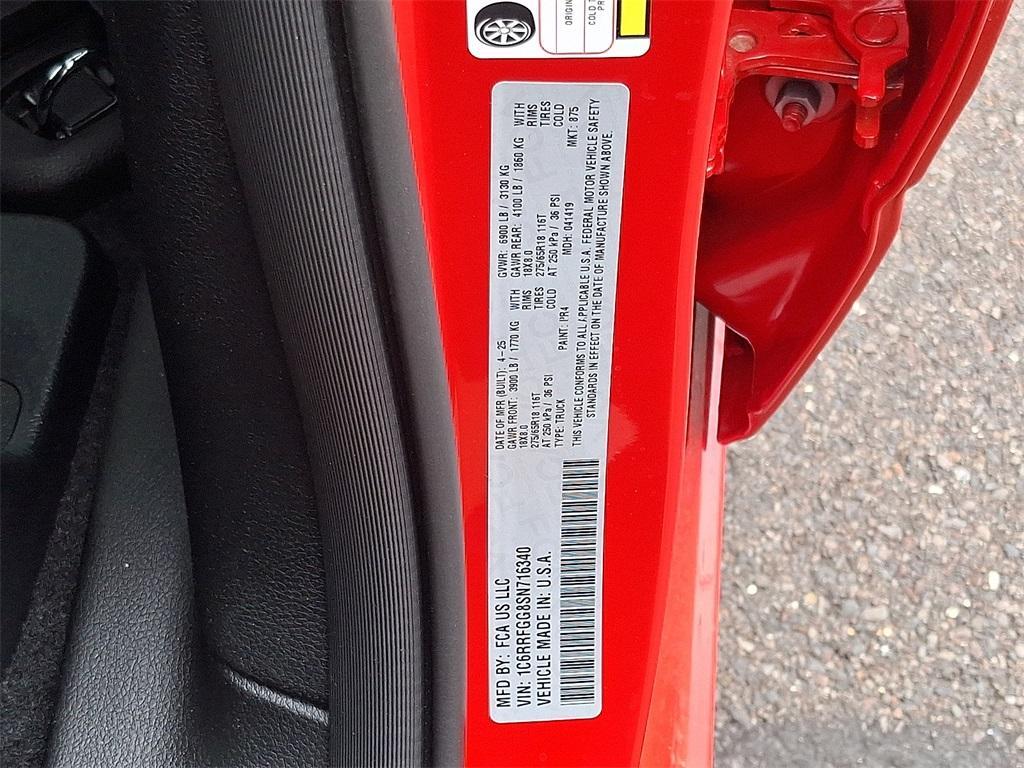 ORIGIN
COLD T
PR
MFD BY: FCA US LLC
VIN: 1C6RRFGG8SN716340
VEHICLE MADE IN: U.S.A.
DATE OF MFR (BUILT): 4-25 GVWR: 6900 LB / 3130 KG
GAWR FRONT: 3900 LB / 1770 KG WITH GAWR REAR: 4100 LB / 1860 KG WITH
18X8.0 RIMS 18X8.0 RIMS
275/65R18 116T TIRES 275/65R18 116T TIRES
AT 250 kPa / 36 PSI COLD AT 250 kPa / 36 PSI COLD
TYPE: TRUCK PAINT: PR4 MDH: 041419 MKT: 875
THIS VEHICLE CONFORMS TO ALL APPLICABLE U.S.A. FEDERAL MOTOR VEHICLE SAFETY
STANDARDS IN EFFECT ON THE DATE OF MANUFACTURE SHOWN ABOVE.